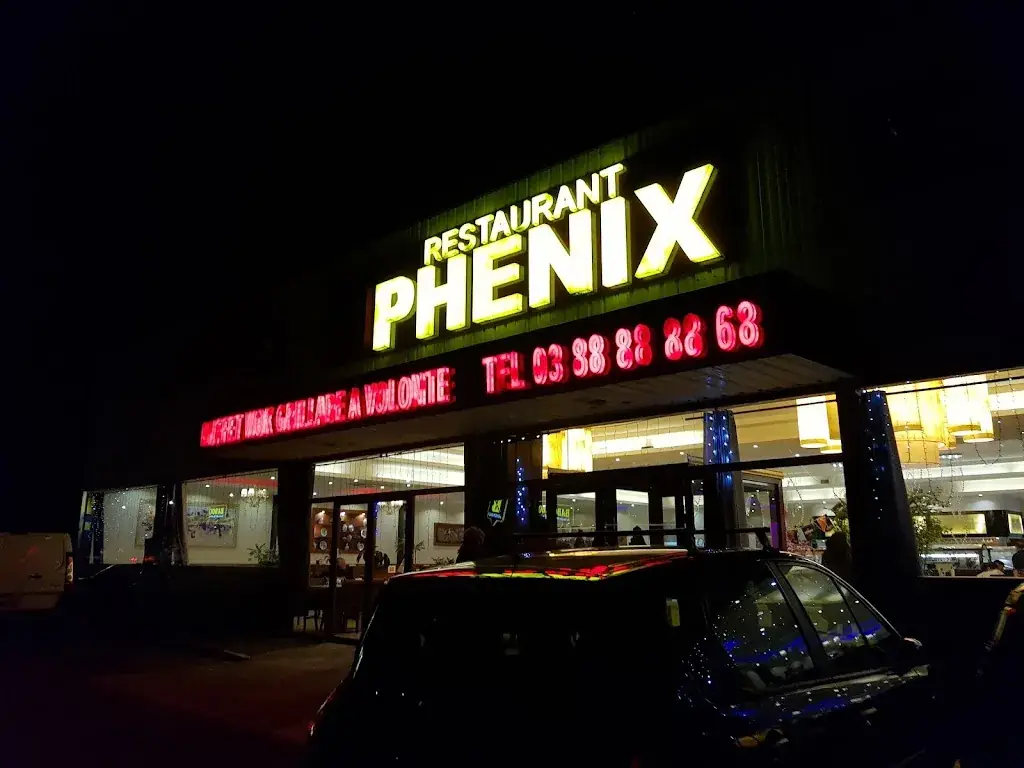 RESTAURANT
PHENIX
BUFFET WOK GRILLADE A VOLONTE TEL 03 88 88 88 68